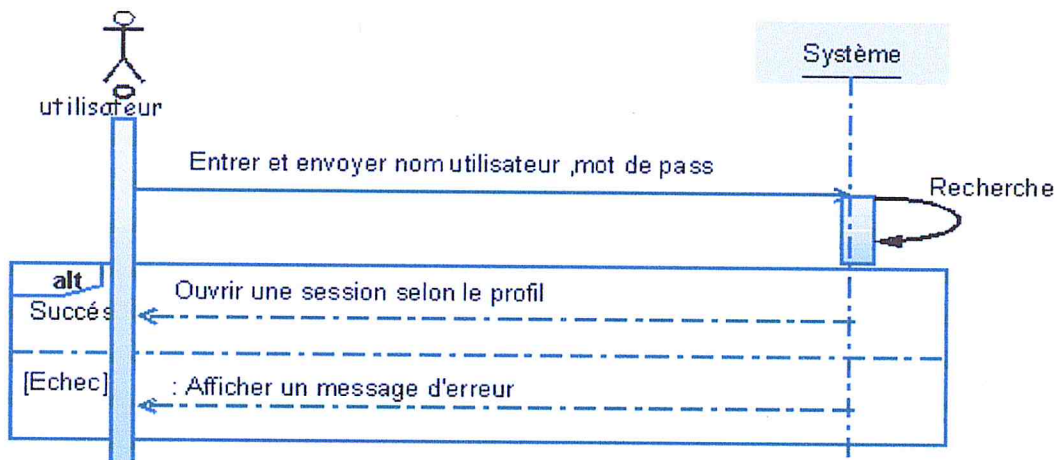 Système
utilisateur
Entrer et envoyer nom utilisateur ,mot de pass
Recherche
alt
Ouvrir une session selon le profil
Succés
[Echec]
: Afficher un message d'erreur